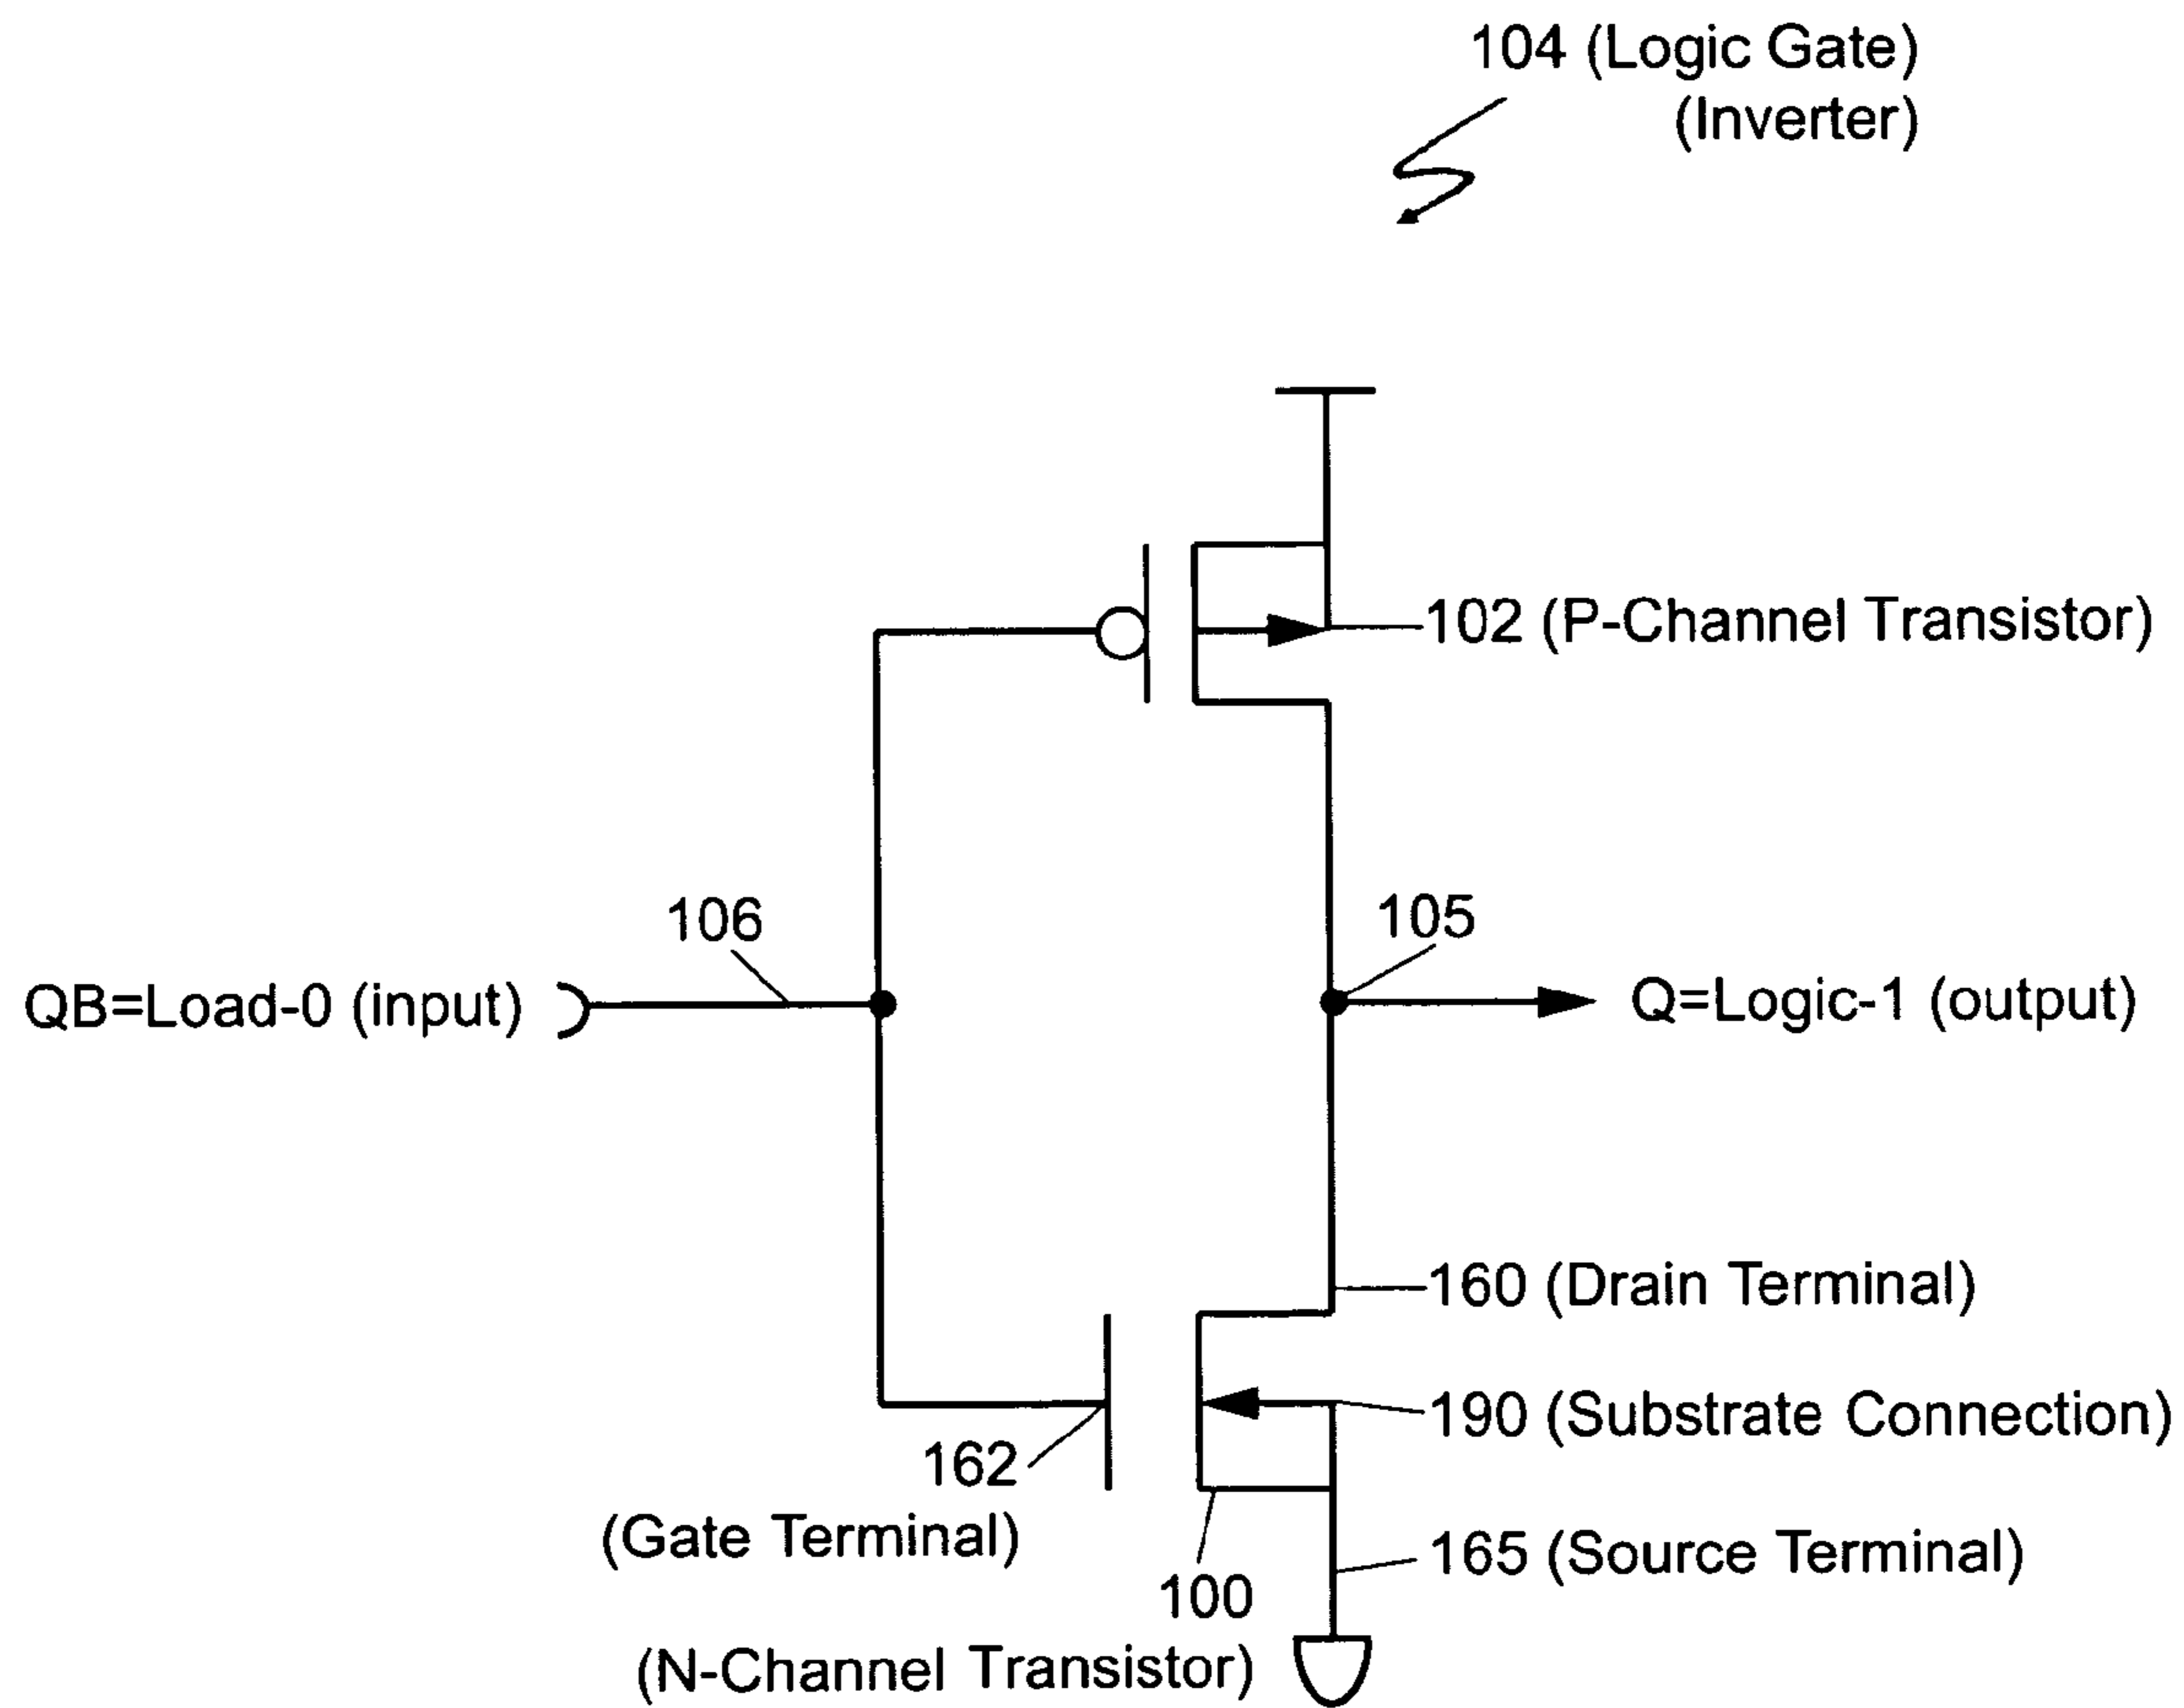 104 (Logic Gate)
(Inverter)
102 (P-Channel Transistor)
106
105
QB=Load-0 (input)
Q=Logic-1 (output)
160 (Drain Terminal)
190 (Substrate Connection)
162
(Gate Terminal)
165 (Source Terminal)
100
(N-Channel Transistor)